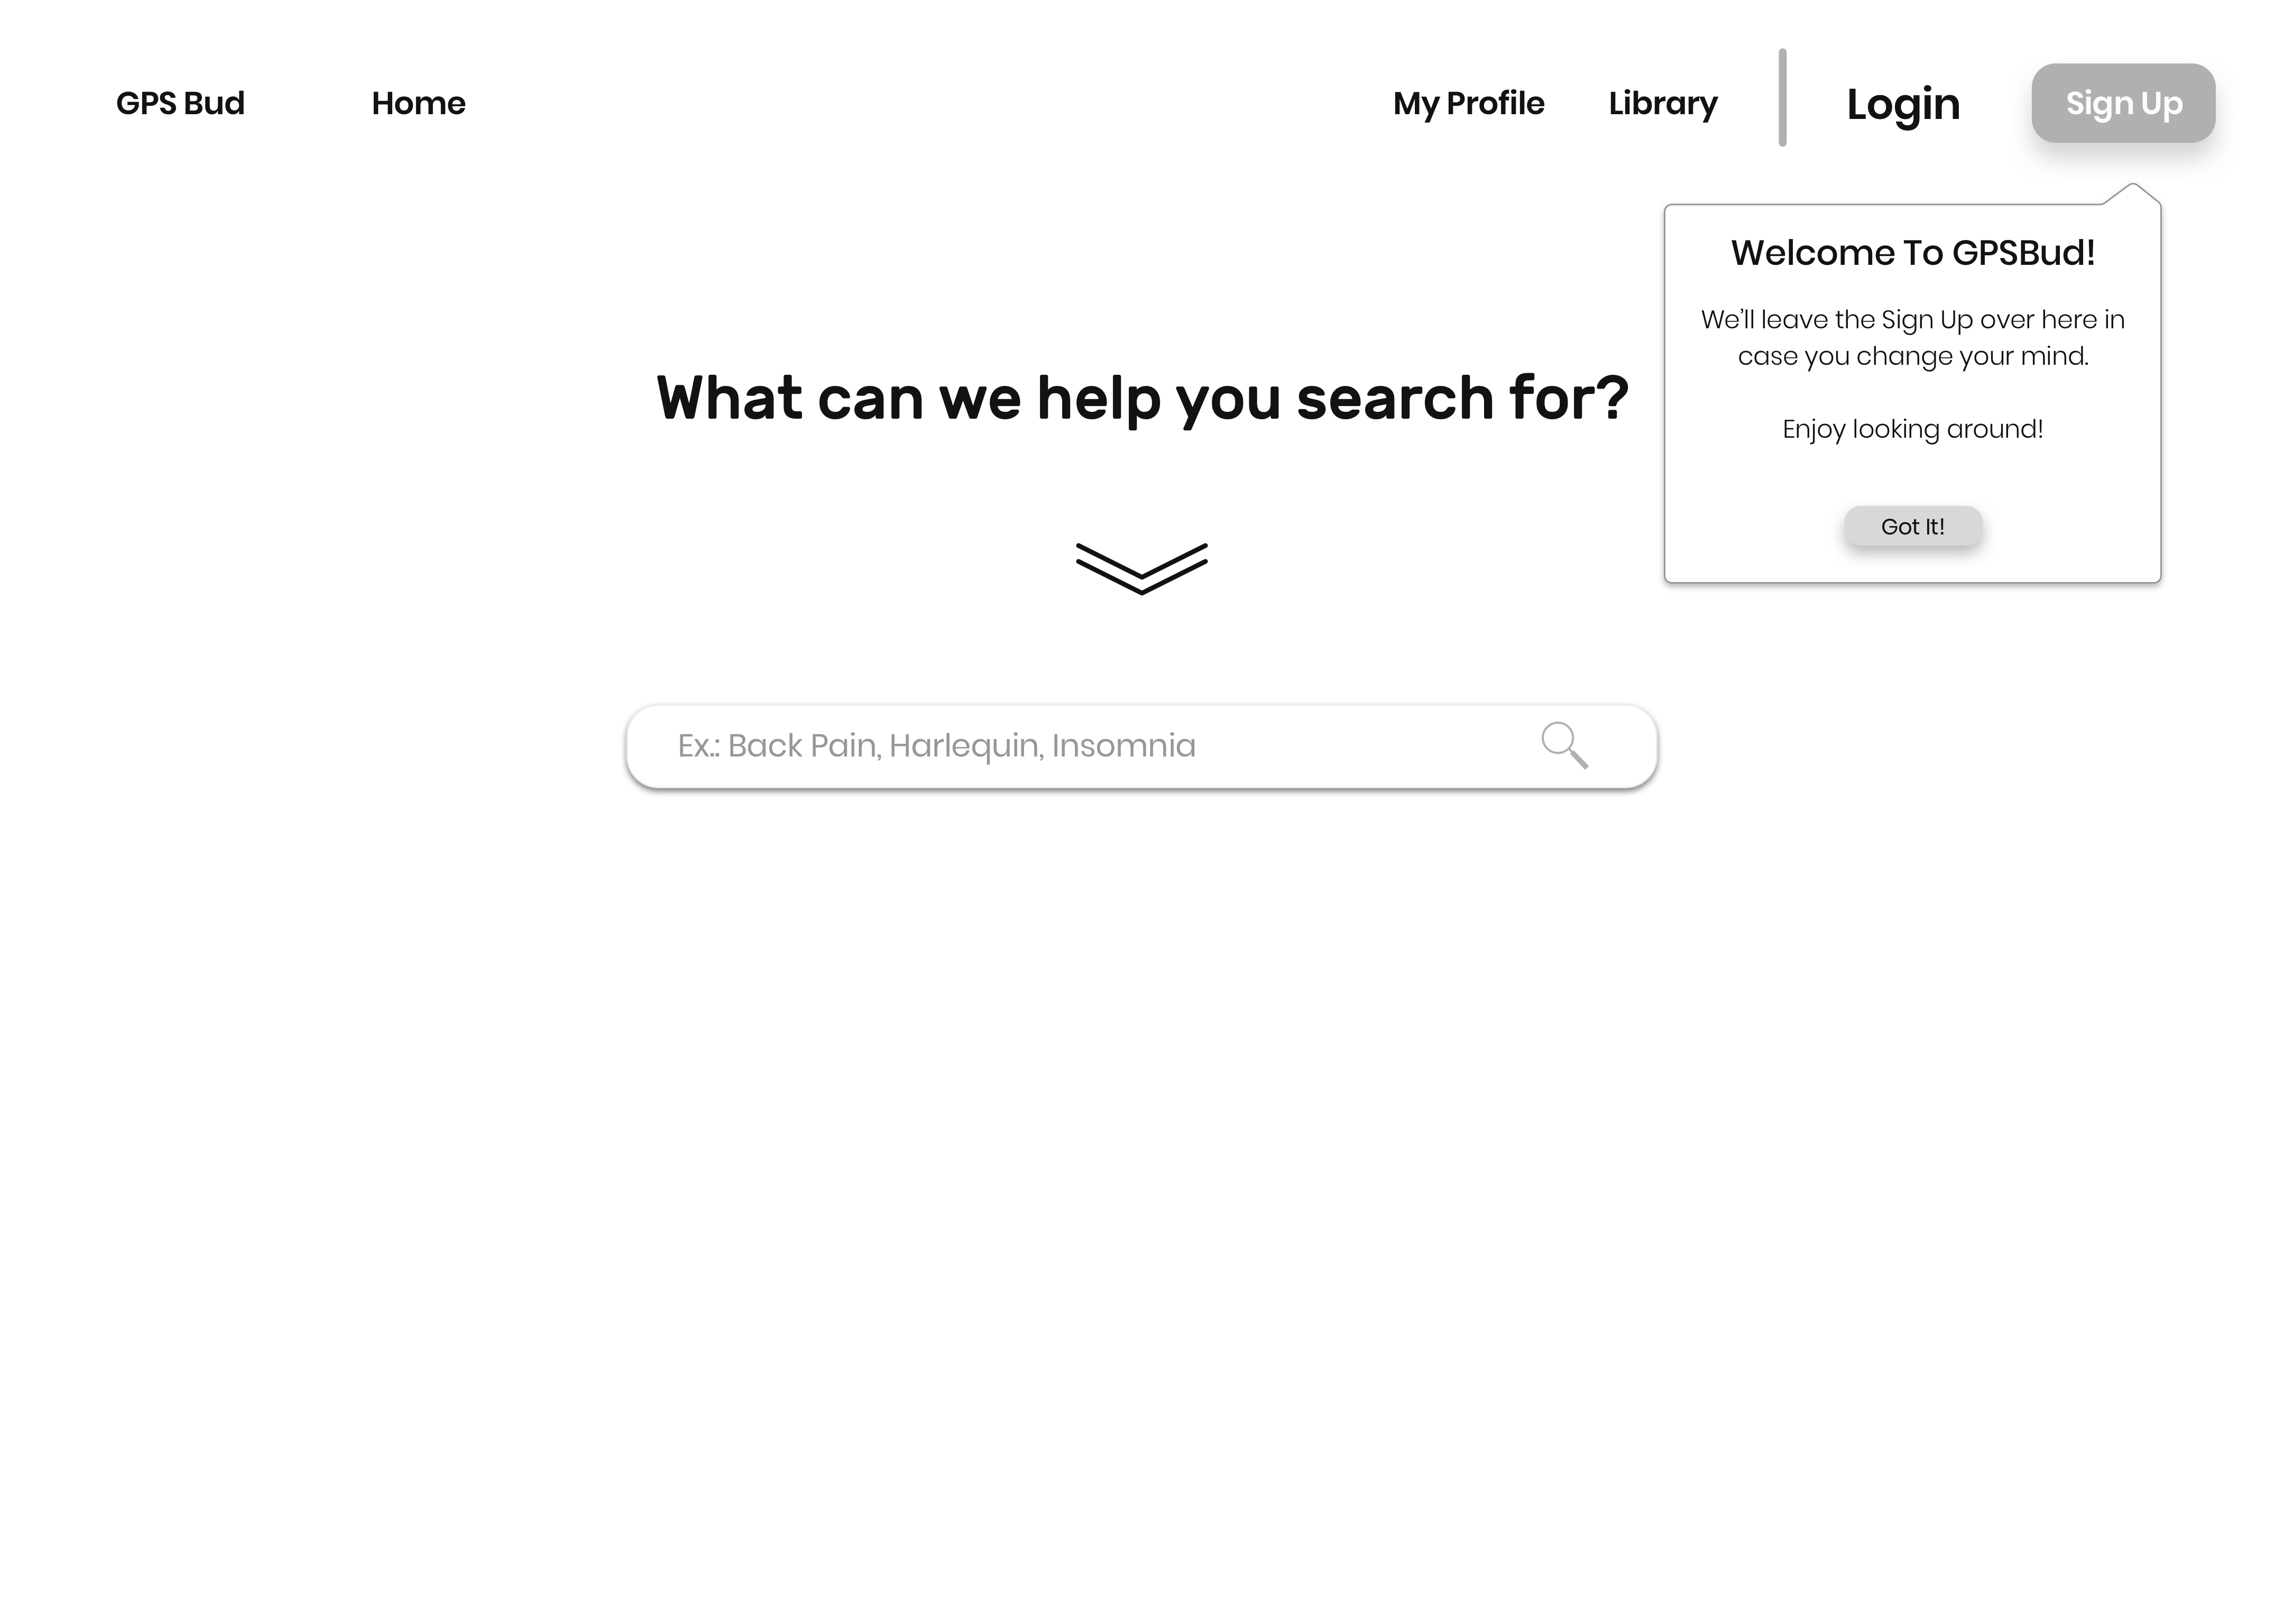 GPS Bud
Home
My Profile
Library
Login
Sign Up
Welcome To GPSBud!
We'll leave the Sign Up over here in
case you change your mind.
Enjoy looking around!
Got It!
What can we help you search for?
Ex.: Back Pain, Harlequin, Insomnia